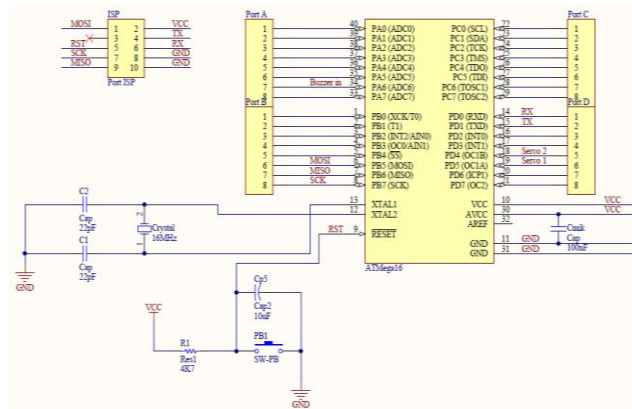 ISP
MOSI 1 2 VCC
3 4 TX
RST 5 6 RX
SCK 7 8 GND
MISO 9 10 GND
Port ISP
Port A
1
2
3
4
5
6
7
8
Buzzer in
Port B
1
2
3
4
5
6
7
8
MOSI
MISO
SCK
40 PA0 (ADC0)
39 PA1 (ADC1)
38 PA2 (ADC2)
37 PA3 (ADC3)
36 PA4 (ADC4)
35 PA5 (ADC5)
34 PA6 (ADC6)
33 PA7 (ADC7)
1 PB0 (XCK/T0)
2 PB1 (T1)
3 PB2 (INT2/AIN0)
4 PB3 (OC0/AIN1)
5 PB4 (SS)
6 PB5 (MOSI)
7 PB6 (MISO)
8 PB7 (SCK)
13 XTAL1
12 XTAL2
RST 9 RESET
ATMega16
PC0 (SCL) 22
PC1 (SDA) 23
PC2 (TCK) 24
PC3 (TMS) 25
PC4 (TDO) 26
PC5 (TDI) 27
PC6 (TOSC1) 28
PC7 (TOSC2) 29
PD0 (RXD) 14 RX
PD1 (TXD) 15 TX
PD2 (INT0) 16
PD3 (INT1) 17
PD4 (OC1B) 18 Servo 2
PD5 (OC1A) 19 Servo 1
PD6 (ICP1) 20
PD7 (OC2) 21
VCC 10 VCC
AVCC 30 VCC
AREF 32
GND 11 GND
GND 31 GND
Port C
1
2
3
4
5
6
7
8
Port D
1
2
3
4
5
6
7
8
Cmik
Cap
100nF
C2
Cap
22pF
C1
Cap
22pF
2
Crystal
16MHz
1
GND
Cp5
Cap2
10uF
VCC
R1
Res1
4K7
PB1
SW-PB
GND